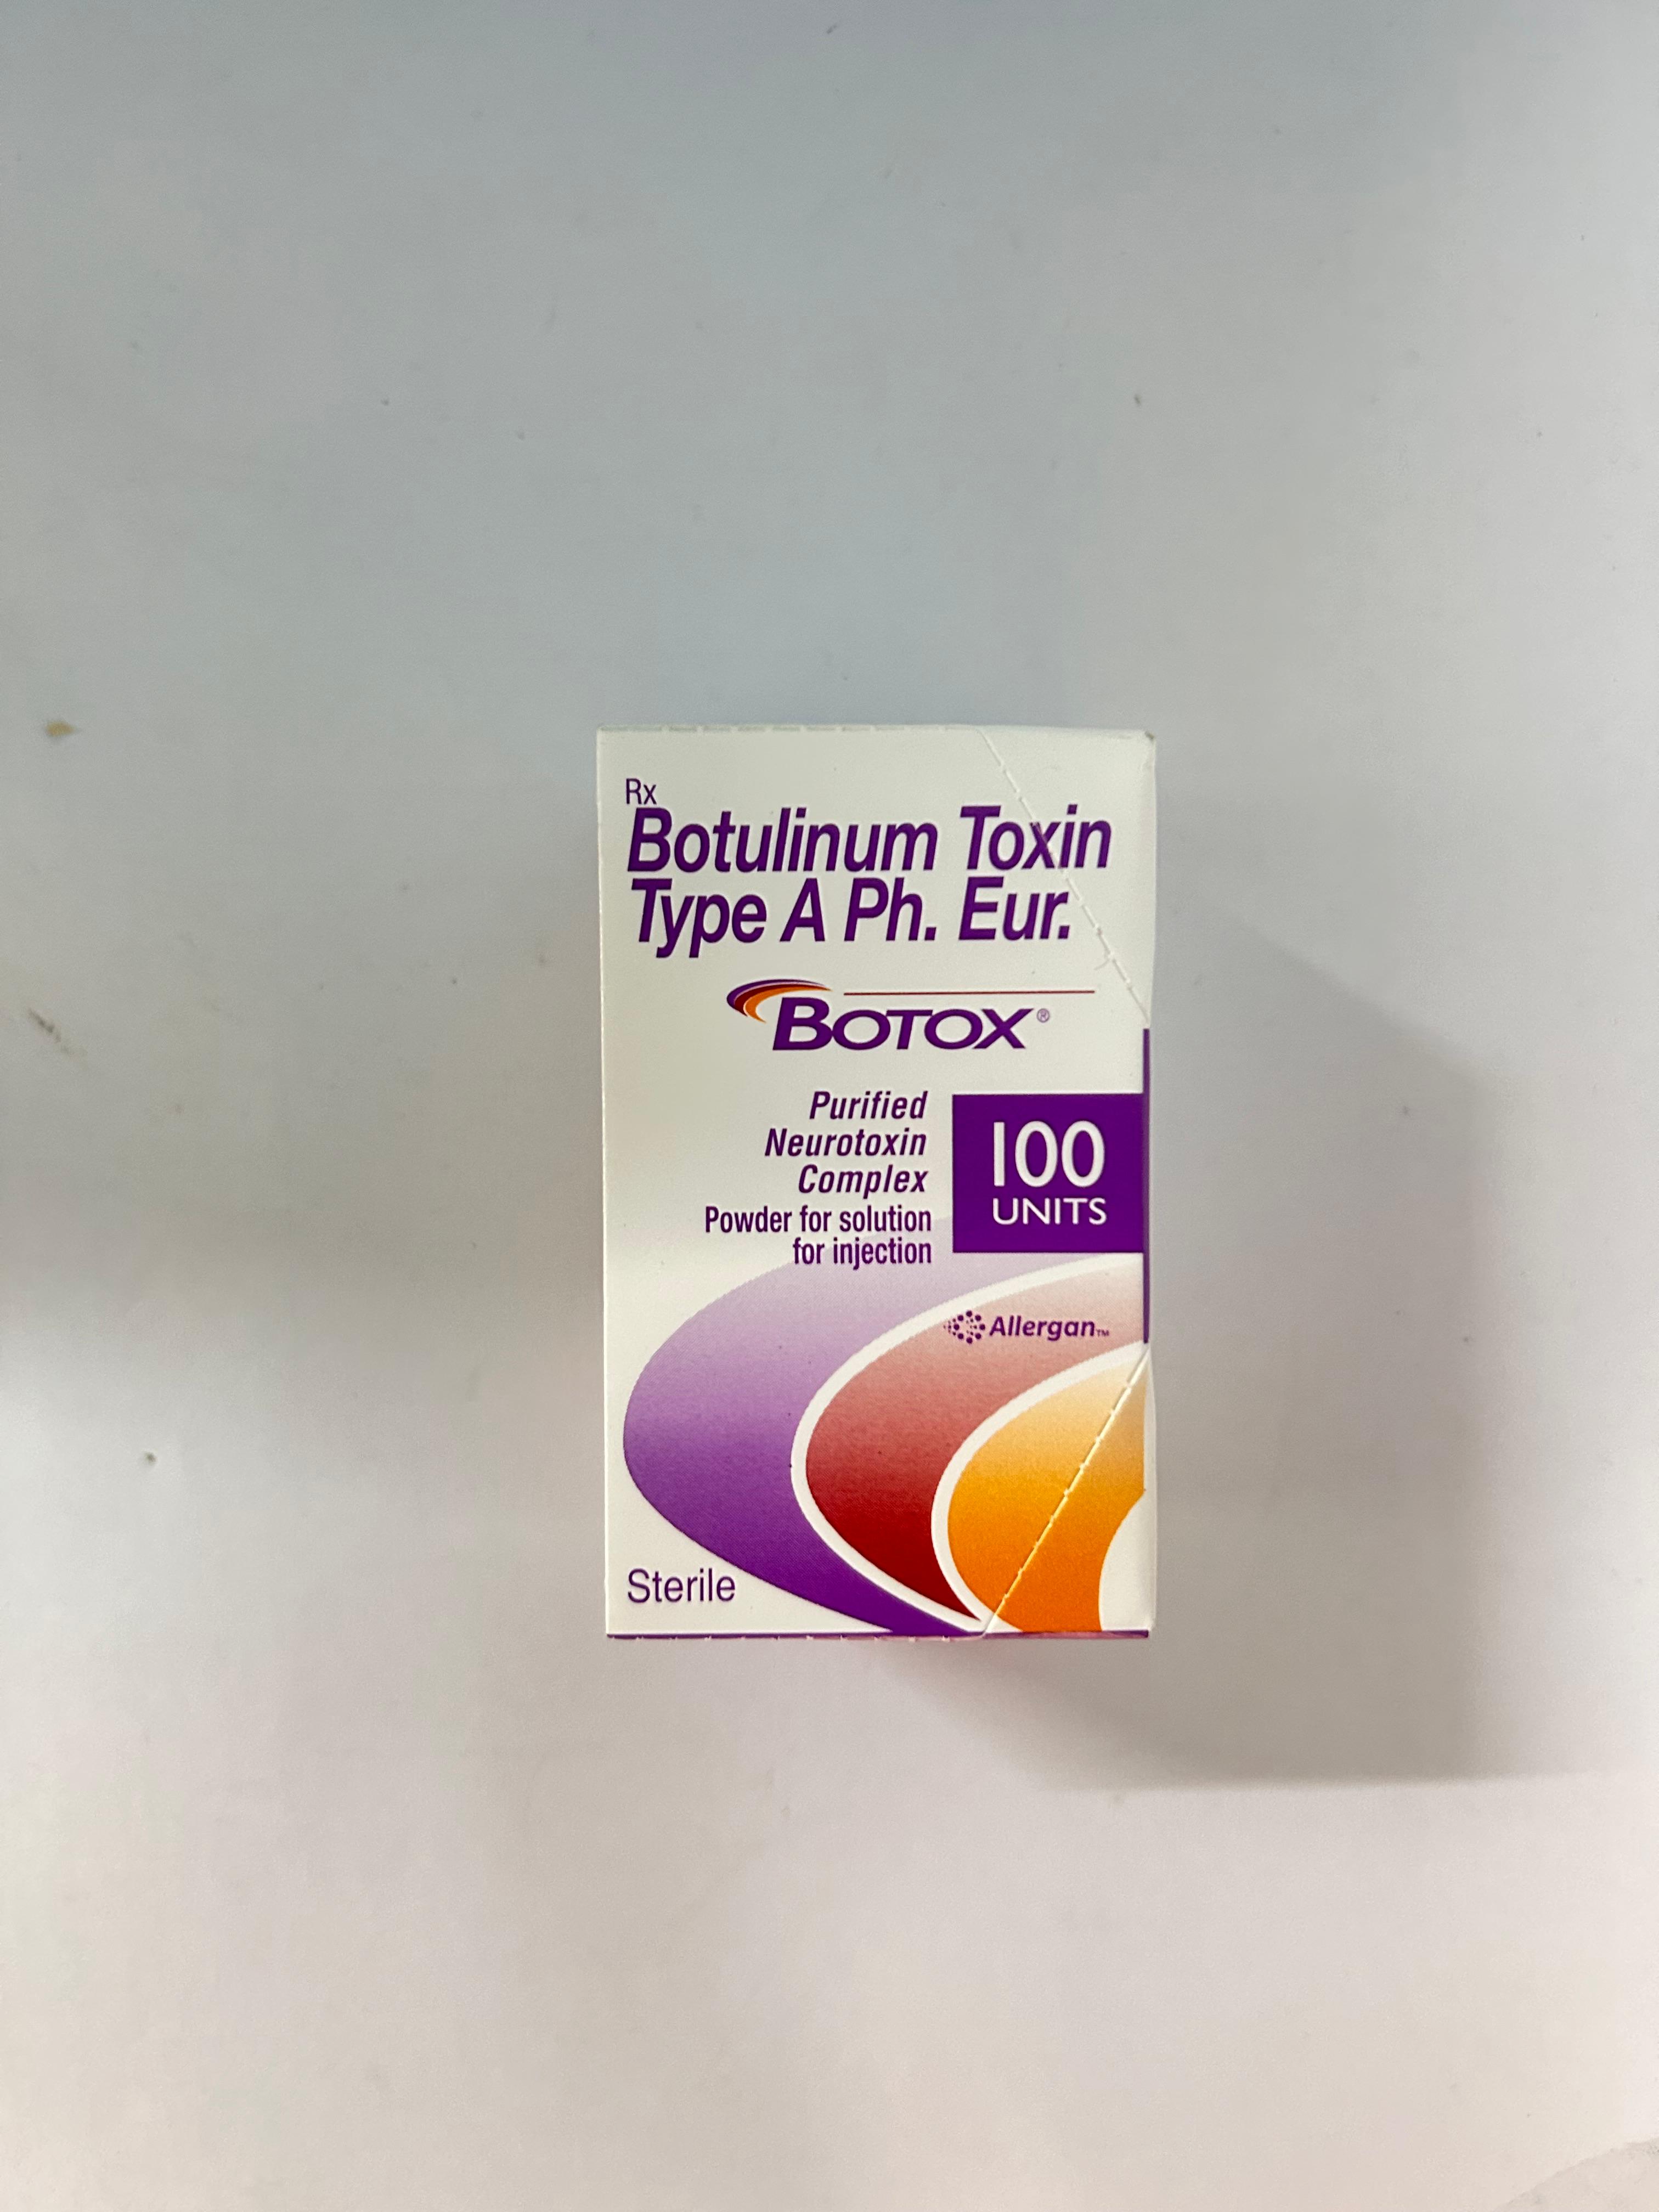 Rx
Botulinum Toxin
Type A Ph. Eur.
BOTOX®
Purified
Neurotoxin
Complex
Powder for solution
for injection
100
UNITS
Allergan™
Sterile